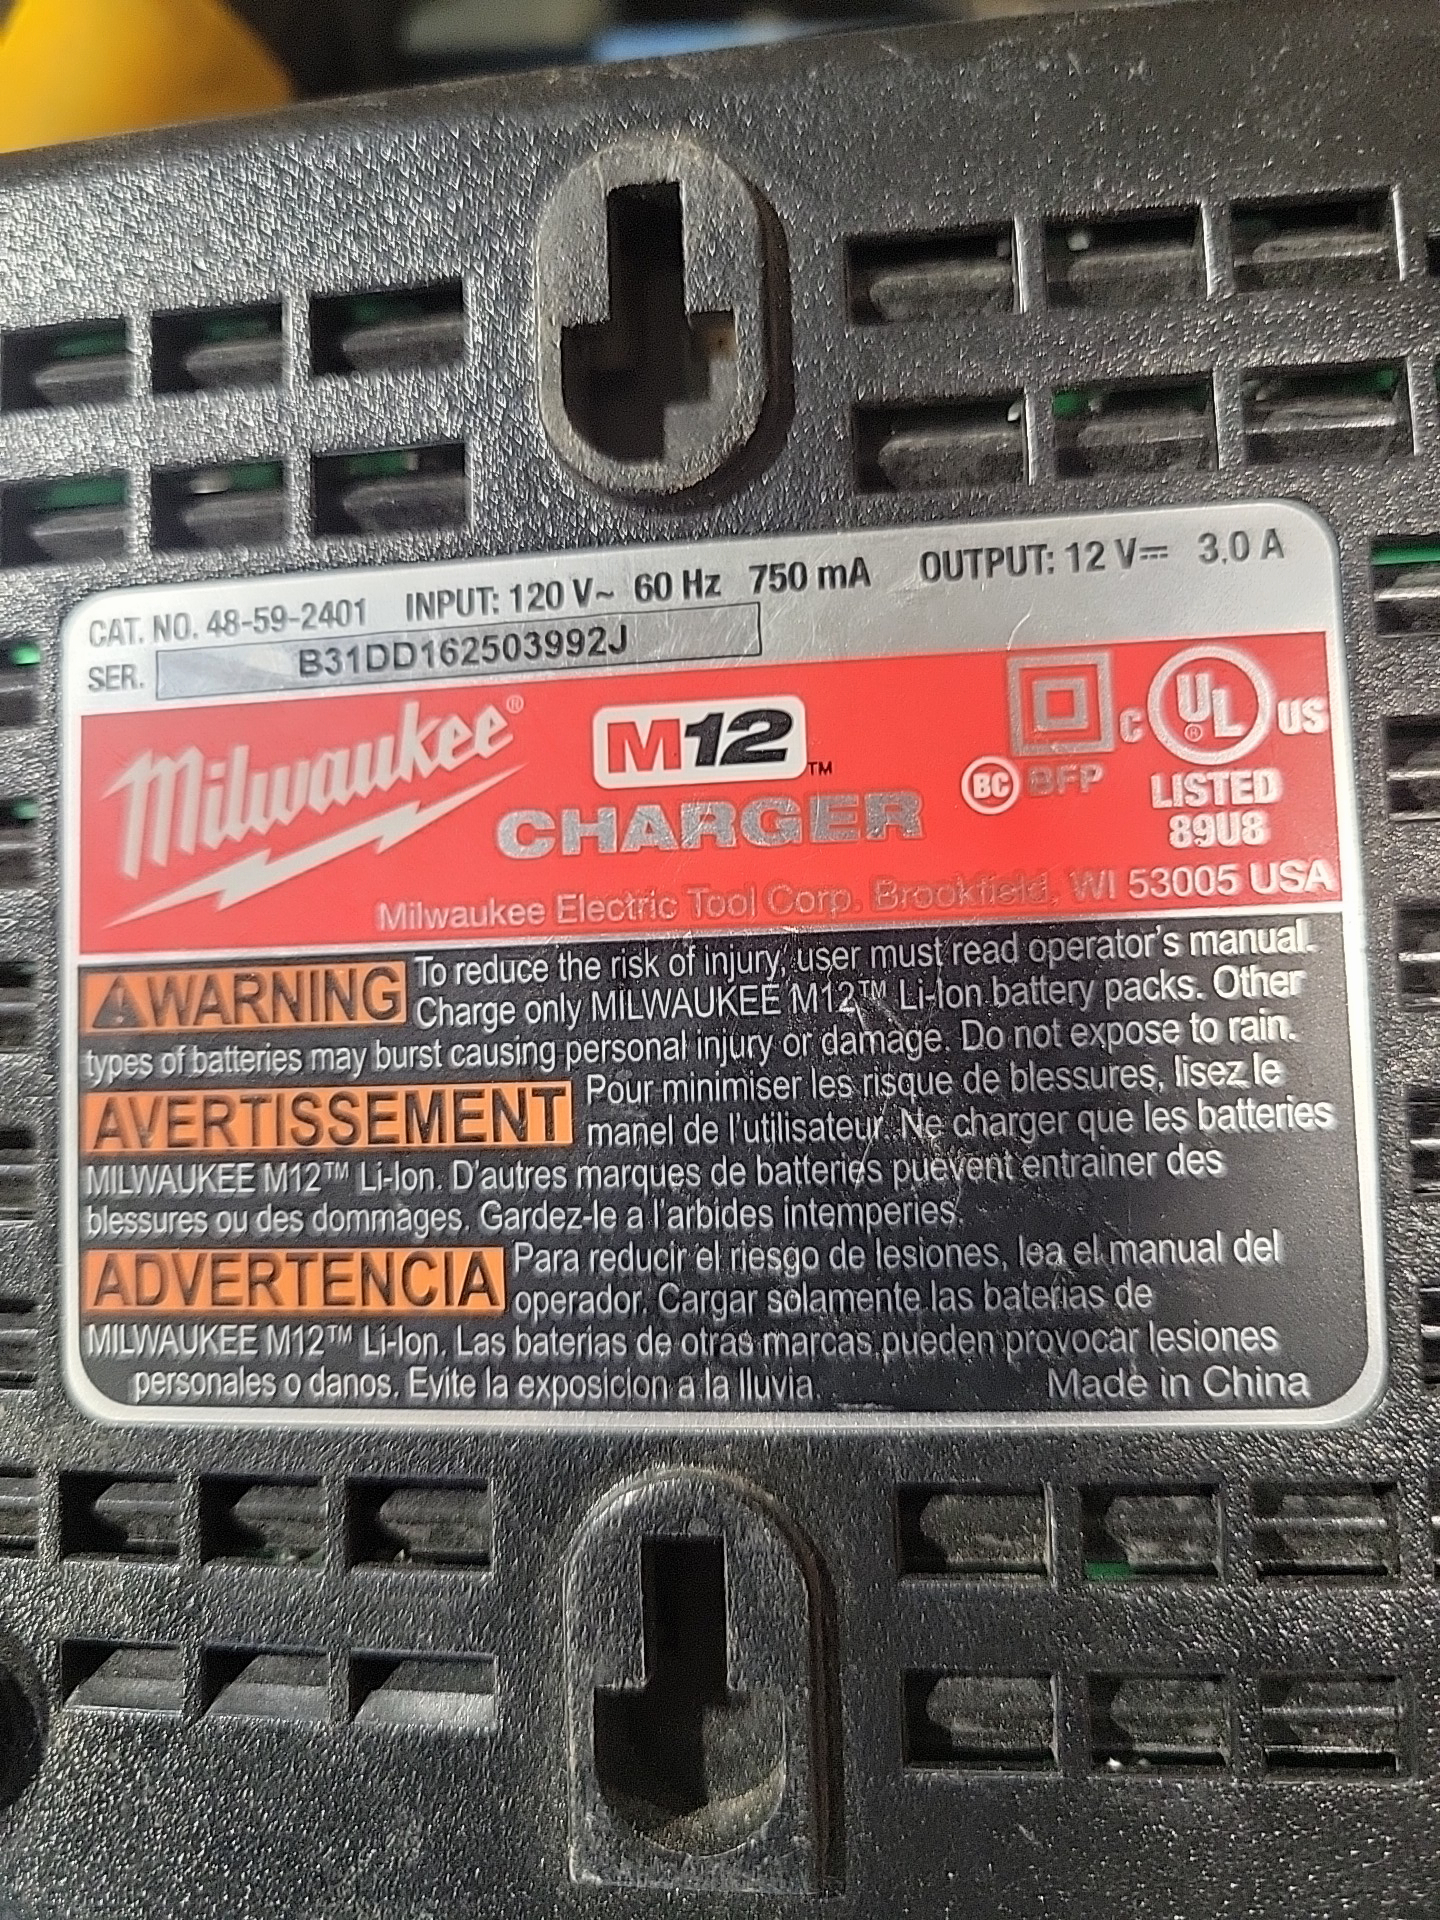 CAT. NO. 48-59-2401 INPUT: 120 V~ 60 Hz 750 mA OUTPUT: 12 V⎓ 3.0 A
SER. B31DD162503992J
Milwaukee®
M12™
CHARGER
C UL® US
BC BFP
LISTED
89U8
Milwaukee Electric Tool Corp. Brookfield, WI 53005 USA
WARNING To reduce the risk of injury, user must read operator's manual.
Charge only MILWAUKEE M12™ Li-Ion battery packs. Other
types of batteries may burst causing personal injury or damage. Do not expose to rain.
AVERTISSEMENT Pour minimiser les risque de blessures, lisez le
manel de l'utilisateur. Ne charger que les batteries
MILWAUKEE M12™ Li-Ion. D'autres marques de batteries puevent entrainer des
blessures ou des dommages. Gardez-le a l'arbides intemperies.
ADVERTENCIA Para reducir el riesgo de lesiones, lea el manual del
operador. Cargar solamente las baterias de
MILWAUKEE M12™ Li-Ion. Las baterias de otras marcas pueden provocar lesiones
personales o danos. Evite la exposicion a la lluvia. Made in China